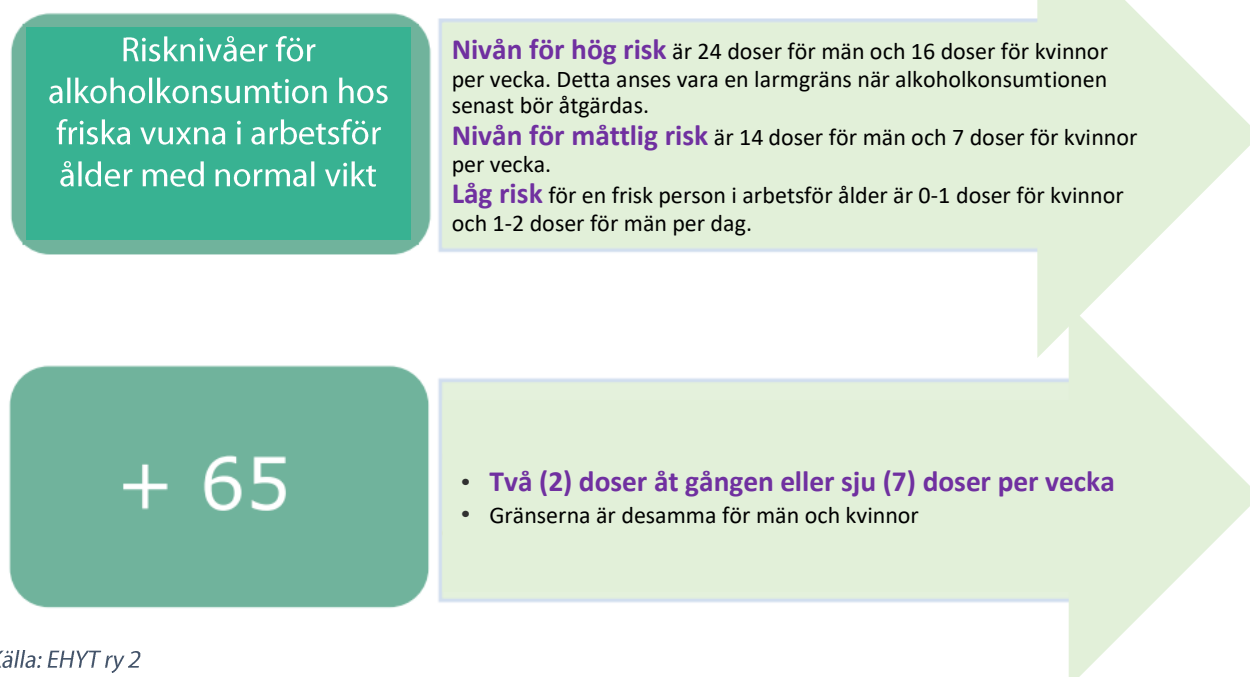 Risknivåer för
alkoholkonsumtion hos
friska vuxna i arbetsför
ålder med normal vikt
Nivån för hög risk är 24 doser för män och 16 doser för kvinnor
per vecka. Detta anses vara en larmgräns när alkoholkonsumtionen
senast bör åtgärdas.
Nivån för måttlig risk är 14 doser för män och 7 doser för kvinnor
per vecka.
Låg risk för en frisk person i arbetsför ålder är 0-1 doser för kvinnor
och 1-2 doser för män per dag.
+ 65
• Två (2) doser åt gången eller sju (7) doser per vecka
• Gränserna är desamma för män och kvinnor
Källa: EHYT ry 2